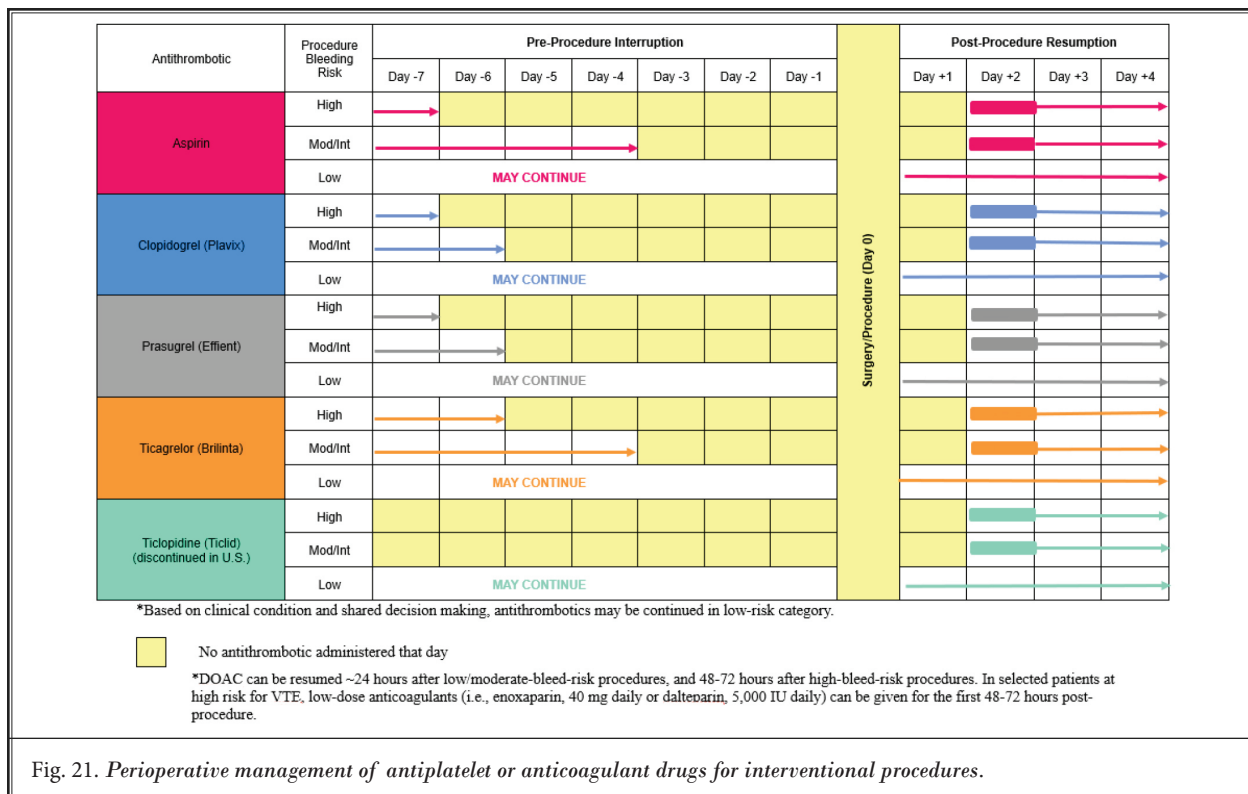 Antithrombotic
Procedure
Bleeding
Risk
Pre-Procedure Interruption
Day -7 Day -6 Day -5 Day -4 Day -3 Day -2 Day -1
Surgery/Procedure (Day 0)
Post-Procedure Resumption
Day +1 Day +2 Day +3 Day +4
Aspirin
High
Mod/Int
Low MAY CONTINUE
Clopidogrel (Plavix)
High
Mod/Int
Low MAY CONTINUE
Prasugrel (Effient)
High
Mod/Int
Low MAY CONTINUE
Ticagrelor (Brilinta)
High
Mod/Int
Low MAY CONTINUE
Ticlopidine (Ticlid)
(discontinued in U.S.)
High
Mod/Int
Low MAY CONTINUE
*Based on clinical condition and shared decision making, antithrombotics may be continued in low-risk category.
No antithrombotic administered that day
*DOAC can be resumed ~24 hours after low/moderate-bleed-risk procedures, and 48-72 hours after high-bleed-risk procedures. In selected patients at
high risk for VTE, low-dose anticoagulants (i.e., enoxaparin, 40 mg daily or dalteparin, 5,000 IU daily) can be given for the first 48-72 hours post-
procedure.
Fig. 21. Perioperative management of antiplatelet or anticoagulant drugs for interventional procedures.